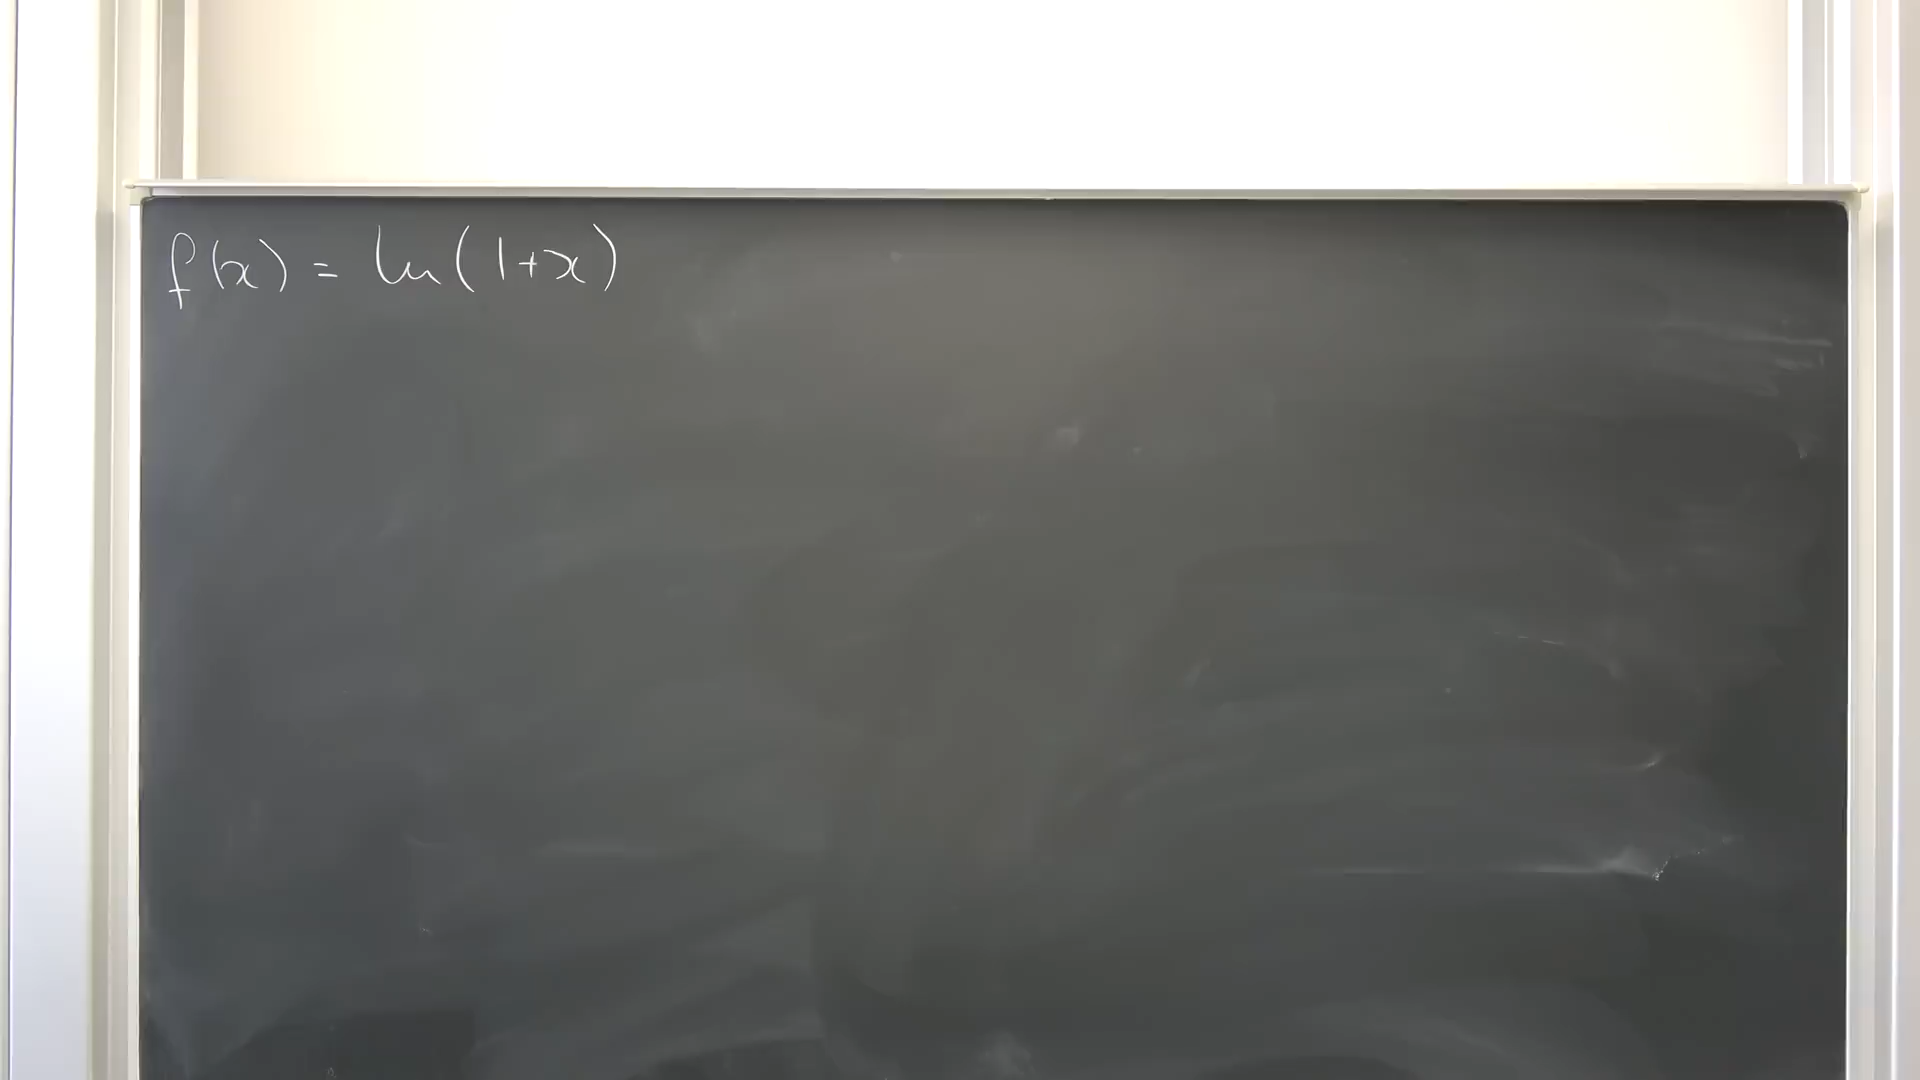 f(x) = ln(1+x)